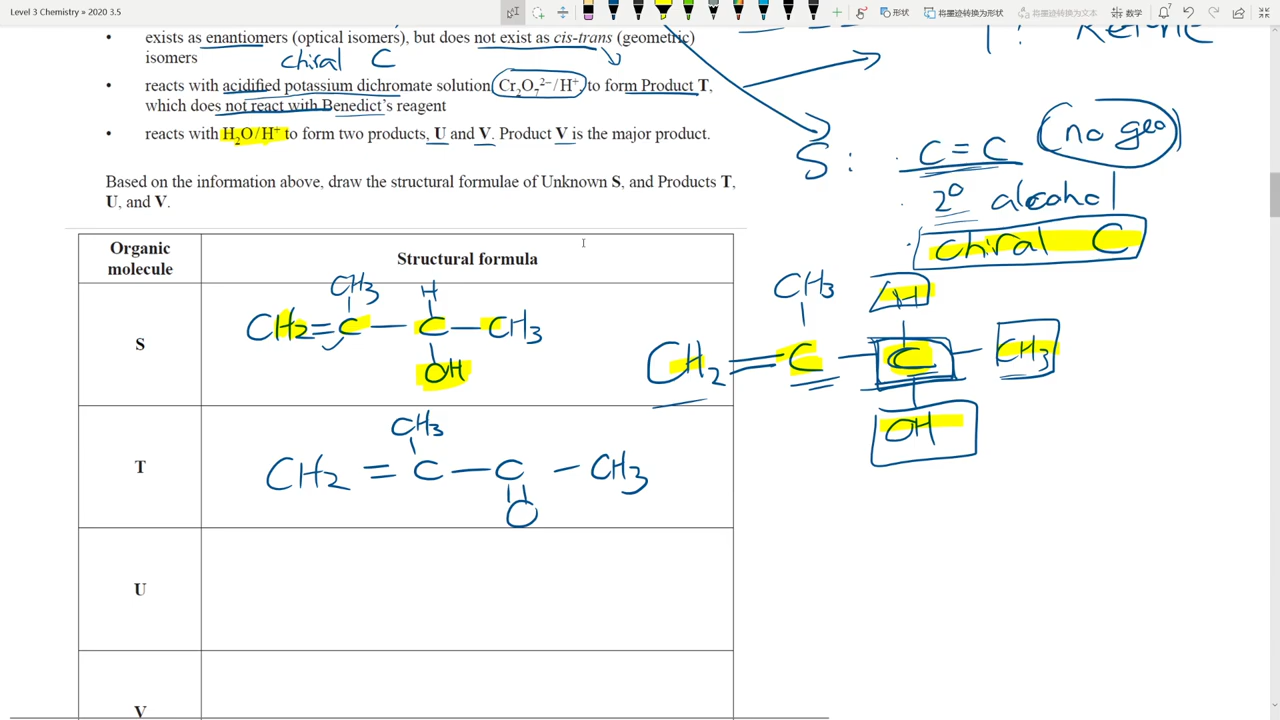 Level 3 Chemistry » 2020 3.5
形状
将墨迹转换为形状
将墨迹转换为文本
数学
• exists as enantiomers (optical isomers), but does not exist as cis-trans (geometric)
isomers
chiral C
• reacts with acidified potassium dichromate solution, Cr₂O₇²⁻/H⁺, to form Product T,
which does not react with Benedict's reagent
• reacts with H₂O/H⁺ to form two products, U and V. Product V is the major product.
Based on the information above, draw the structural formulae of Unknown S, and Products T,
U, and V.
S : C = C no geo
2° alcohol
chiral C
Organic
molecule
Structural formula
S
CH3 H
CH2 = C — C — CH3
OH
CH3 H
CH2 = C — C — CH3
OH
T
CH3
CH2 = C — C — CH3
O
U
V